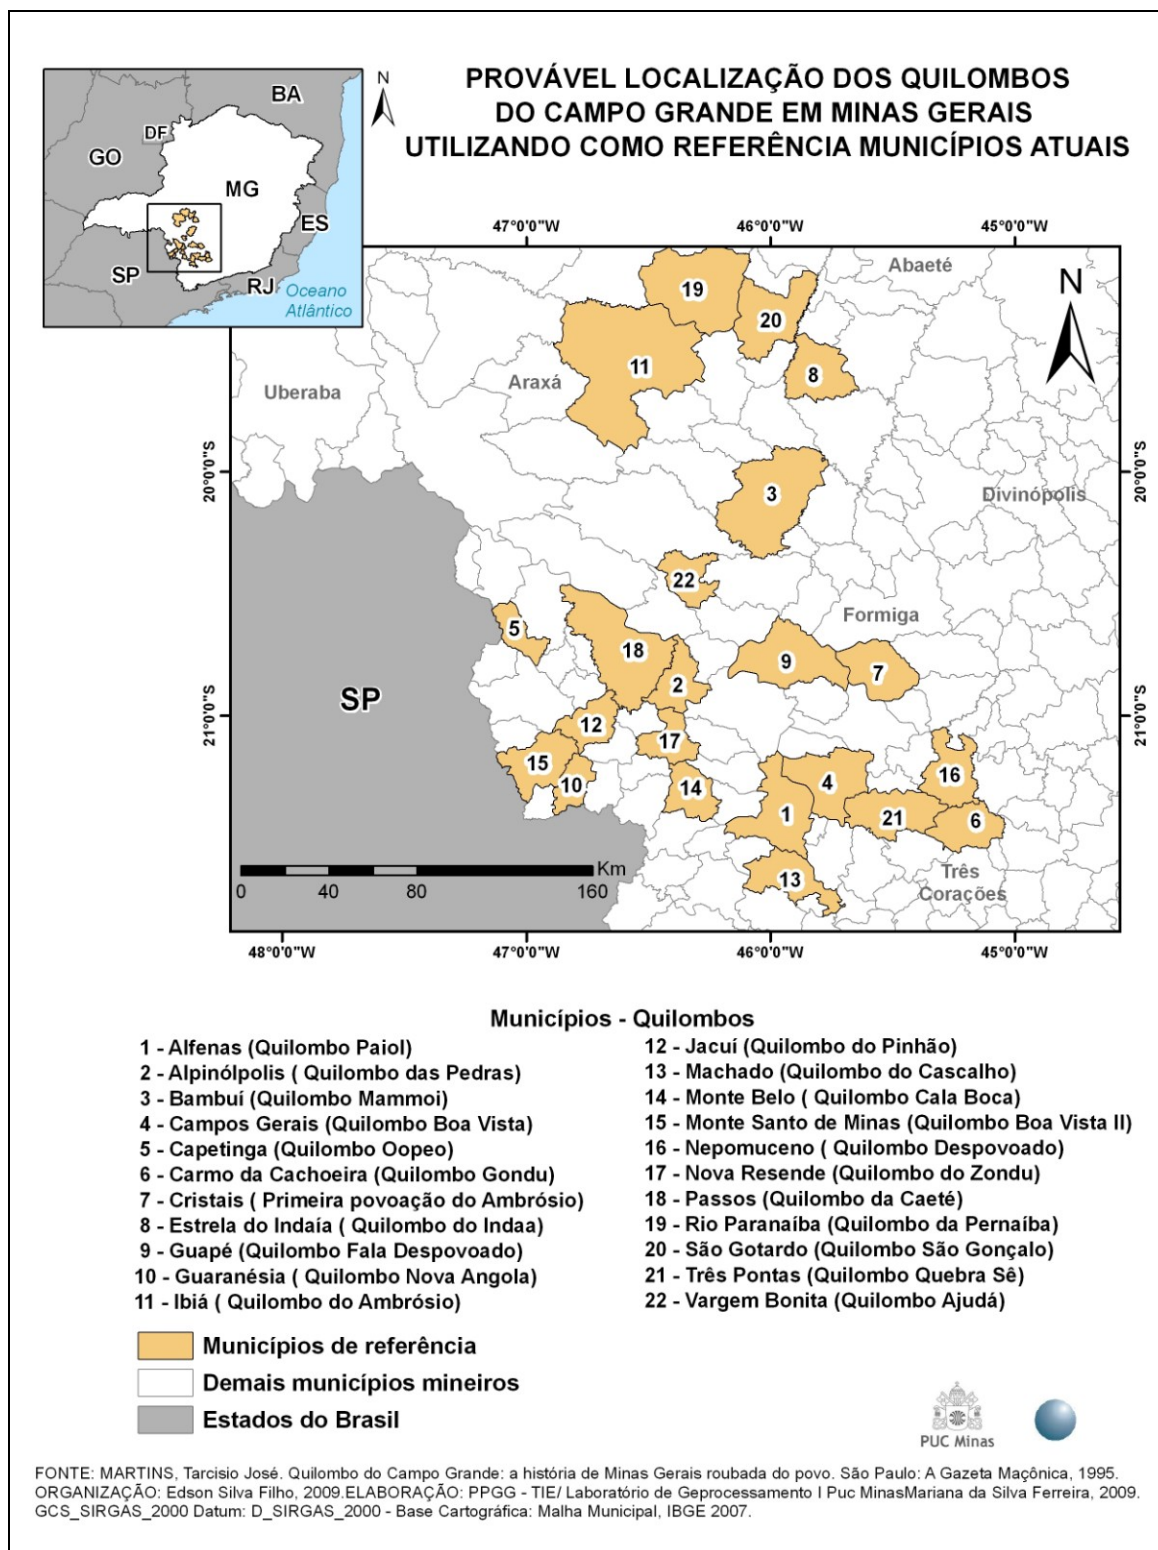 PROVÁVEL LOCALIZAÇÃO DOS QUILOMBOS
DO CAMPO GRANDE EM MINAS GERAIS
UTILIZANDO COMO REFERÊNCIA MUNICÍPIOS ATUAIS
N
BA
DF
GO
MG
ES
SP
RJ
Oceano
Atlântico
47°0'0"W
46°0'0"W
45°0'0"W
Abaeté
N
19
20
11
8
Araxá
Uberaba
20°0'0"S
20°0'0"S
3
Divinópolis
22
Formiga
5
18
9
7
2
SP
21°0'0"S
21°0'0"S
12
17
15
10
14
4
16
1
21
6
13
Três
Corações
Km
0
40
80
160
48°0'0"W
47°0'0"W
46°0'0"W
45°0'0"W
Municípios - Quilombos
1 - Alfenas (Quilombo Paiol)
2 - Alpinólpolis ( Quilombo das Pedras)
3 - Bambuí (Quilombo Mammoi)
4 - Campos Gerais (Quilombo Boa Vista)
5 - Capetinga (Quilombo Oopeo)
6 - Carmo da Cachoeira (Quilombo Gondu)
7 - Cristais ( Primeira povoação do Ambrósio)
8 - Estrela do Indaía ( Quilombo do Indaa)
9 - Guapé (Quilombo Fala Despovoado)
10 - Guaranésia ( Quilombo Nova Angola)
11 - Ibiá ( Quilombo do Ambrósio)
12 - Jacuí (Quilombo do Pinhão)
13 - Machado (Quilombo do Cascalho)
14 - Monte Belo ( Quilombo Cala Boca)
15 - Monte Santo de Minas (Quilombo Boa Vista II)
16 - Nepomuceno ( Quilombo Despovoado)
17 - Nova Resende (Quilombo do Zondu)
18 - Passos (Quilombo da Caeté)
19 - Rio Paranaíba (Quilombo da Pernaíba)
20 - São Gotardo (Quilombo São Gonçalo)
21 - Três Pontas (Quilombo Quebra Sê)
22 - Vargem Bonita (Quilombo Ajudá)
Municípios de referência
Demais municípios mineiros
Estados do Brasil
PUC Minas
FONTE: MARTINS, Tarcisio José. Quilombo do Campo Grande: a história de Minas Gerais roubada do povo. São Paulo: A Gazeta Maçônica, 1995.
ORGANIZAÇÃO: Edson Silva Filho, 2009.ELABORAÇÃO: PPGG - TIE/ Laboratório de Geprocessamento I Puc MinasMariana da Silva Ferreira, 2009.
GCS_SIRGAS_2000 Datum: D_SIRGAS_2000 - Base Cartográfica: Malha Municipal, IBGE 2007.